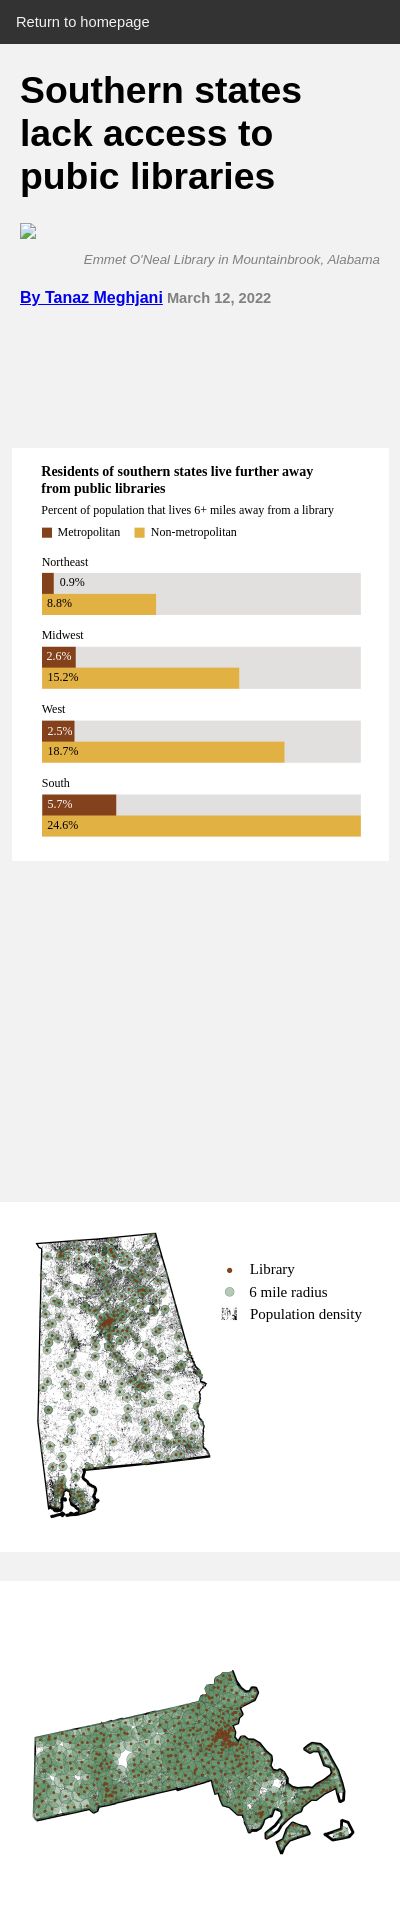 Return to homepage
Southern states
lack access to
pubic libraries
Emmet O'Neal Library in Mountainbrook, Alabama
By Tanaz Meghjani March 12, 2022
Residents of southern states live further away
from public libraries
Percent of population that lives 6+ miles away from a library
Metropolitan Non-metropolitan
Northeast
0.9%
8.8%
Midwest
2.6%
15.2%
West
2.5%
18.7%
South
5.7%
24.6%
Library
6 mile radius
Population density